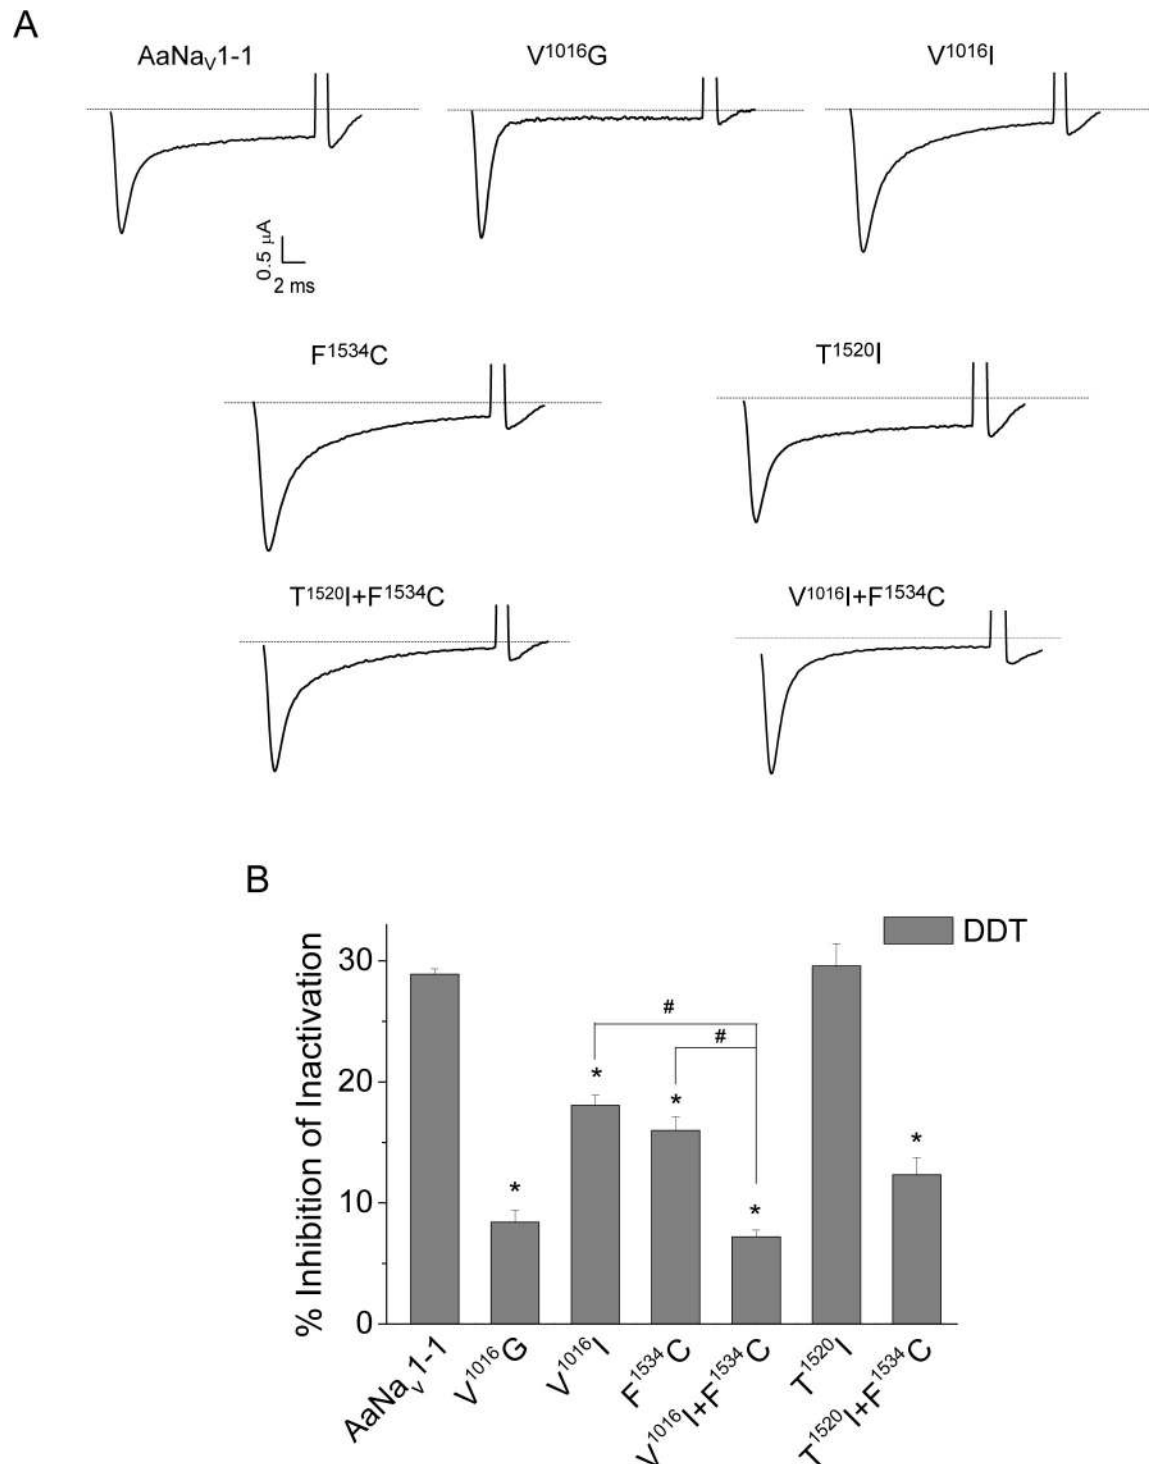 A
AaNaV1-1
V1016G
V1016I
0.5 μA
2 ms
F1534C
T1520I
T1520I+F1534C
V1016I+F1534C
B
DDT
% Inhibition of Inactivation
30
20
10
0
#
#
*
*
*
*
*
AaNav1-1
V1016G
V1016I
F1534C
V1016I+F1534C
T1520I
T1520I+F1534C